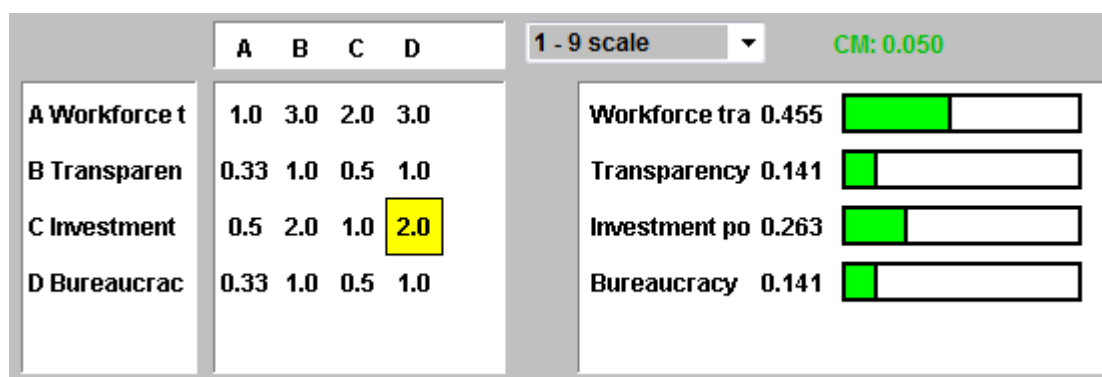 A B C D 1 - 9 scale CM: 0.050
A Workforce t 1.0 3.0 2.0 3.0 Workforce tra 0.455
B Transparen 0.33 1.0 0.5 1.0 Transparency 0.141
C Investment 0.5 2.0 1.0 2.0 Investment po 0.263
D Bureaucrac 0.33 1.0 0.5 1.0 Bureaucracy 0.141